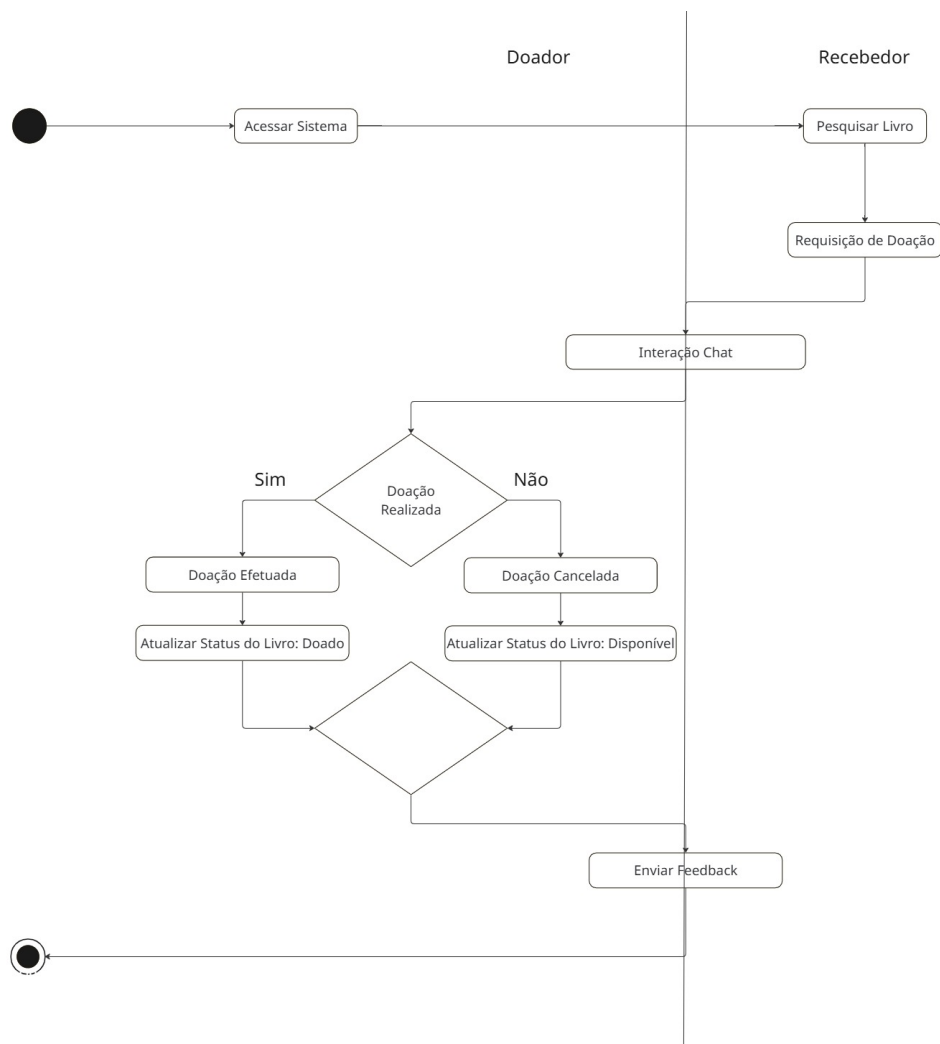 Doador
Recebedor
Acessar Sistema
Pesquisar Livro
Requisição de Doação
Interação Chat
Sim
Não
Doação
Realizada
Doação Efetuada
Doação Cancelada
Atualizar Status do Livro: Doado
Atualizar Status do Livro: Disponível
Enviar Feedback